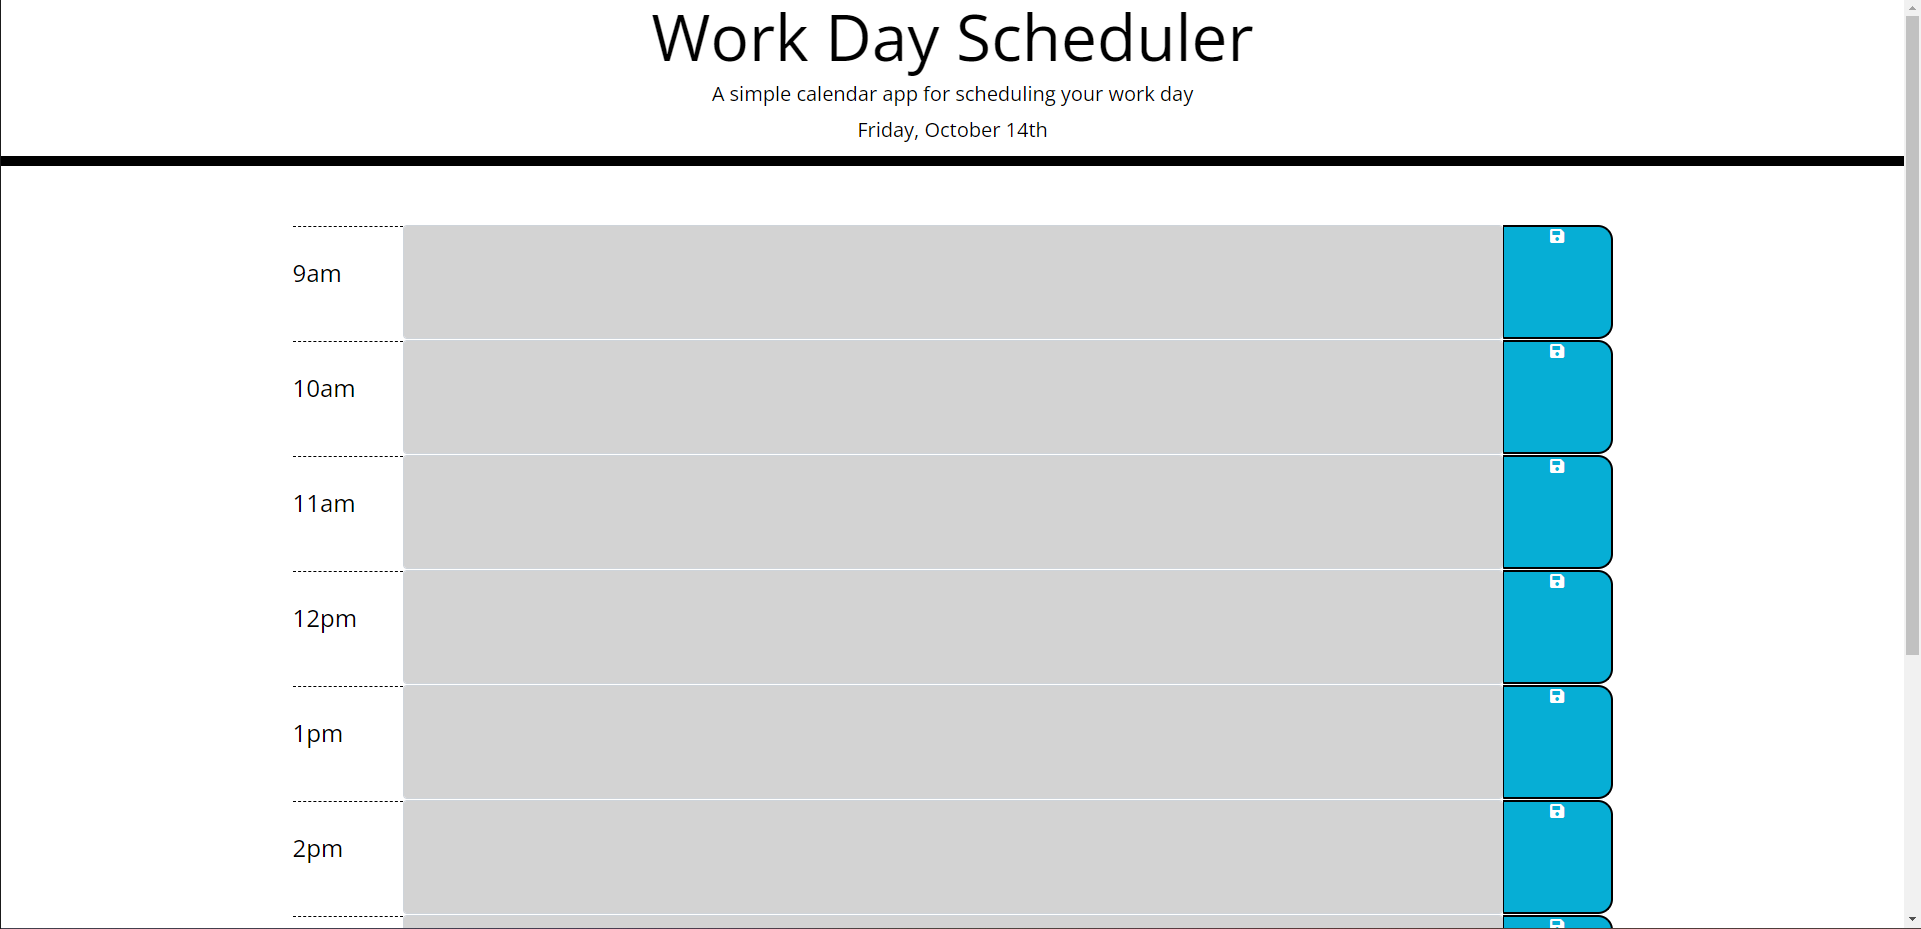 Work Day Scheduler
A simple calendar app for scheduling your work day
Friday, October 14th
9am
10am
11am
12pm
1pm
2pm